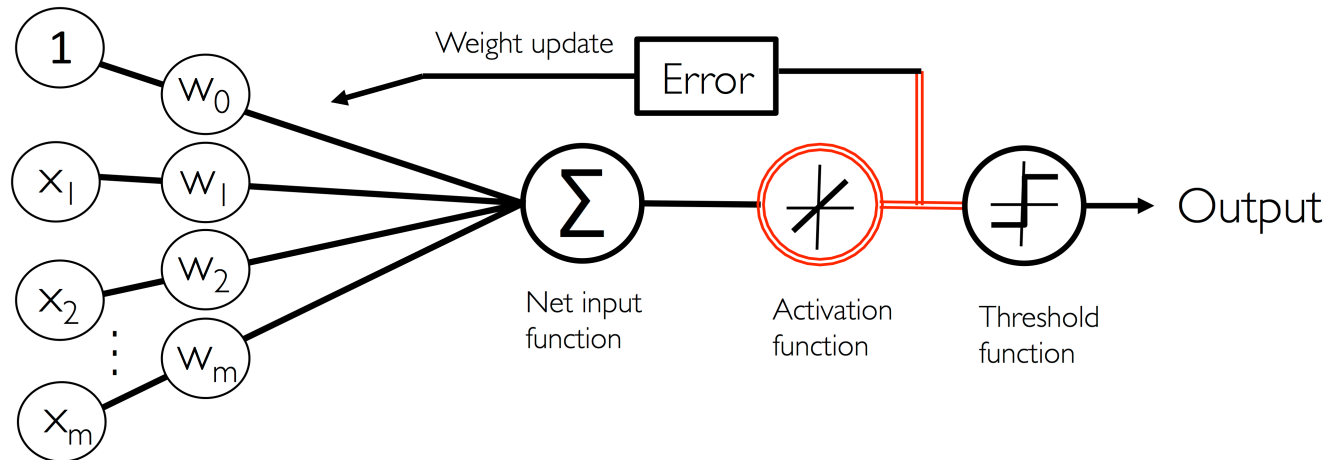 1
w₀
Weight update
Error
x₁
w₁
Σ
Output
x₂
w₂
⋮
wₘ
xₘ
Net input
function
Activation
function
Threshold
function